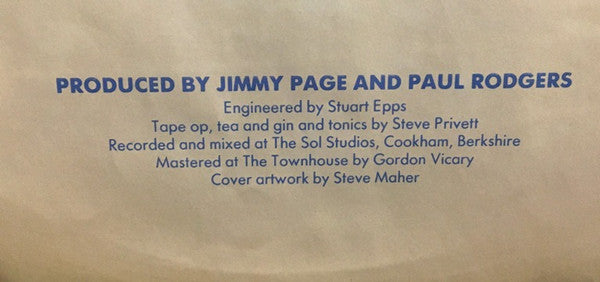 PRODUCED BY JIMMY PAGE AND PAUL RODGERS
Engineered by Stuart Epps
Tape op, tea and gin and tonics by Steve Privett
Recorded and mixed at The Sol Studios, Cookham, Berkshire
Mastered at The Townhouse by Gordon Vicary
Cover artwork by Steve Maher